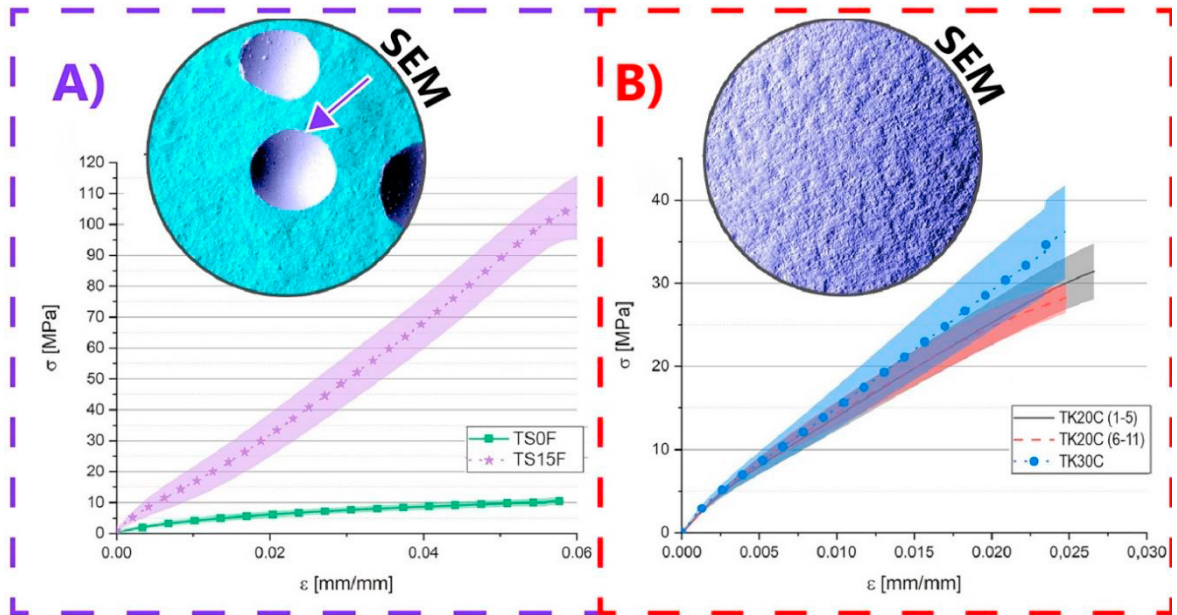 A)
SEM
120
115
110
105
100
90
80
70
60
50
40
30
20
10
0
σ [MPa]
0.00
0.02
0.04
0.06
ε [mm/mm]
TS0F
TS15F
B)
SEM
40
30
20
10
0
σ [MPa]
0.000
0.005
0.010
0.015
0.020
0,025
0,030
ε [mm/mm]
TK20C (1-5)
TK20C (6-11)
TK30C